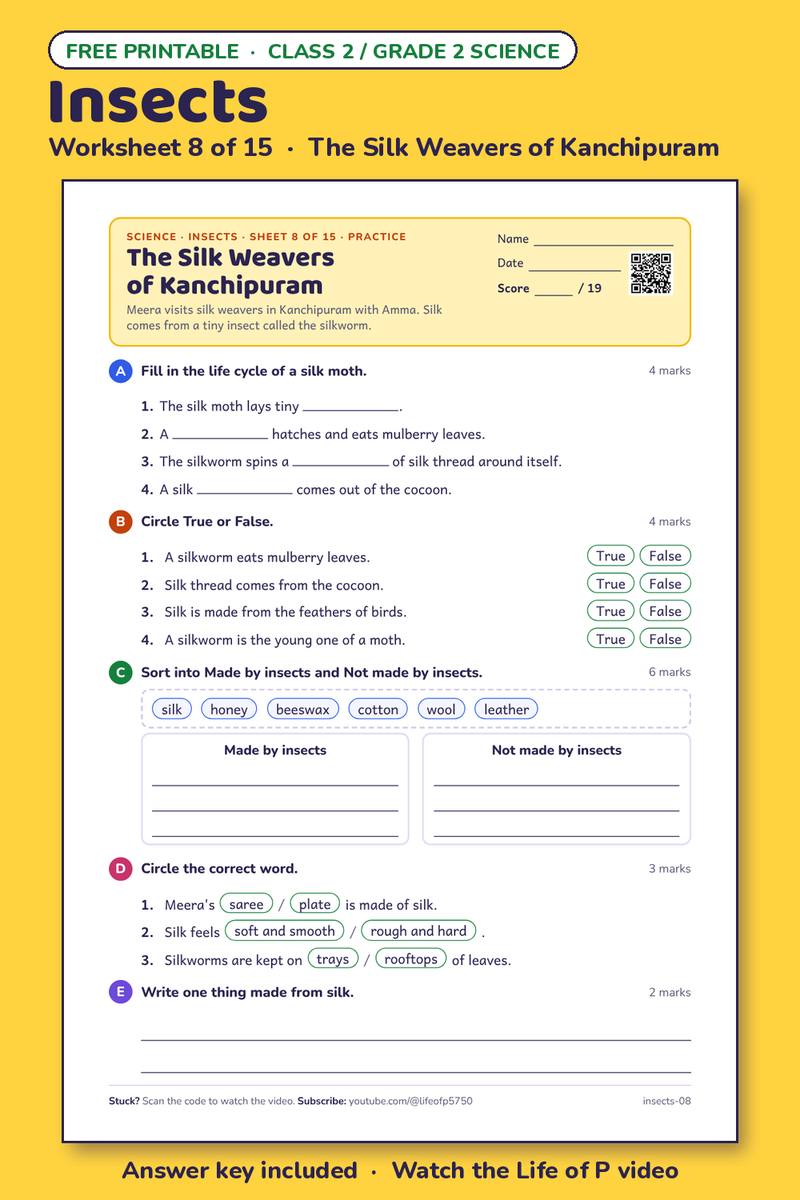 FREE PRINTABLE · CLASS 2 / GRADE 2 SCIENCE
Insects
Worksheet 8 of 15 · The Silk Weavers of Kanchipuram
SCIENCE · INSECTS · SHEET 8 OF 15 · PRACTICE
The Silk Weavers
of Kanchipuram
Meera visits silk weavers in Kanchipuram with Amma. Silk
comes from a tiny insect called the silkworm.
Name ____________
Date ____________
Score ______ / 19
A Fill in the life cycle of a silk moth. 4 marks
1. The silk moth lays tiny ____________.
2. A ____________ hatches and eats mulberry leaves.
3. The silkworm spins a ____________ of silk thread around itself.
4. A silk ____________ comes out of the cocoon.
B Circle True or False. 4 marks
1. A silkworm eats mulberry leaves. True False
2. Silk thread comes from the cocoon. True False
3. Silk is made from the feathers of birds. True False
4. A silkworm is the young one of a moth. True False
C Sort into Made by insects and Not made by insects. 6 marks
silk honey beeswax cotton wool leather
Made by insects Not made by insects
D Circle the correct word. 3 marks
1. Meera's saree / plate is made of silk.
2. Silk feels soft and smooth / rough and hard .
3. Silkworms are kept on trays / rooftops of leaves.
E Write one thing made from silk. 2 marks
Stuck? Scan the code to watch the video. Subscribe: youtube.com/@lifeofp5750 insects-08
Answer key included · Watch the Life of P video